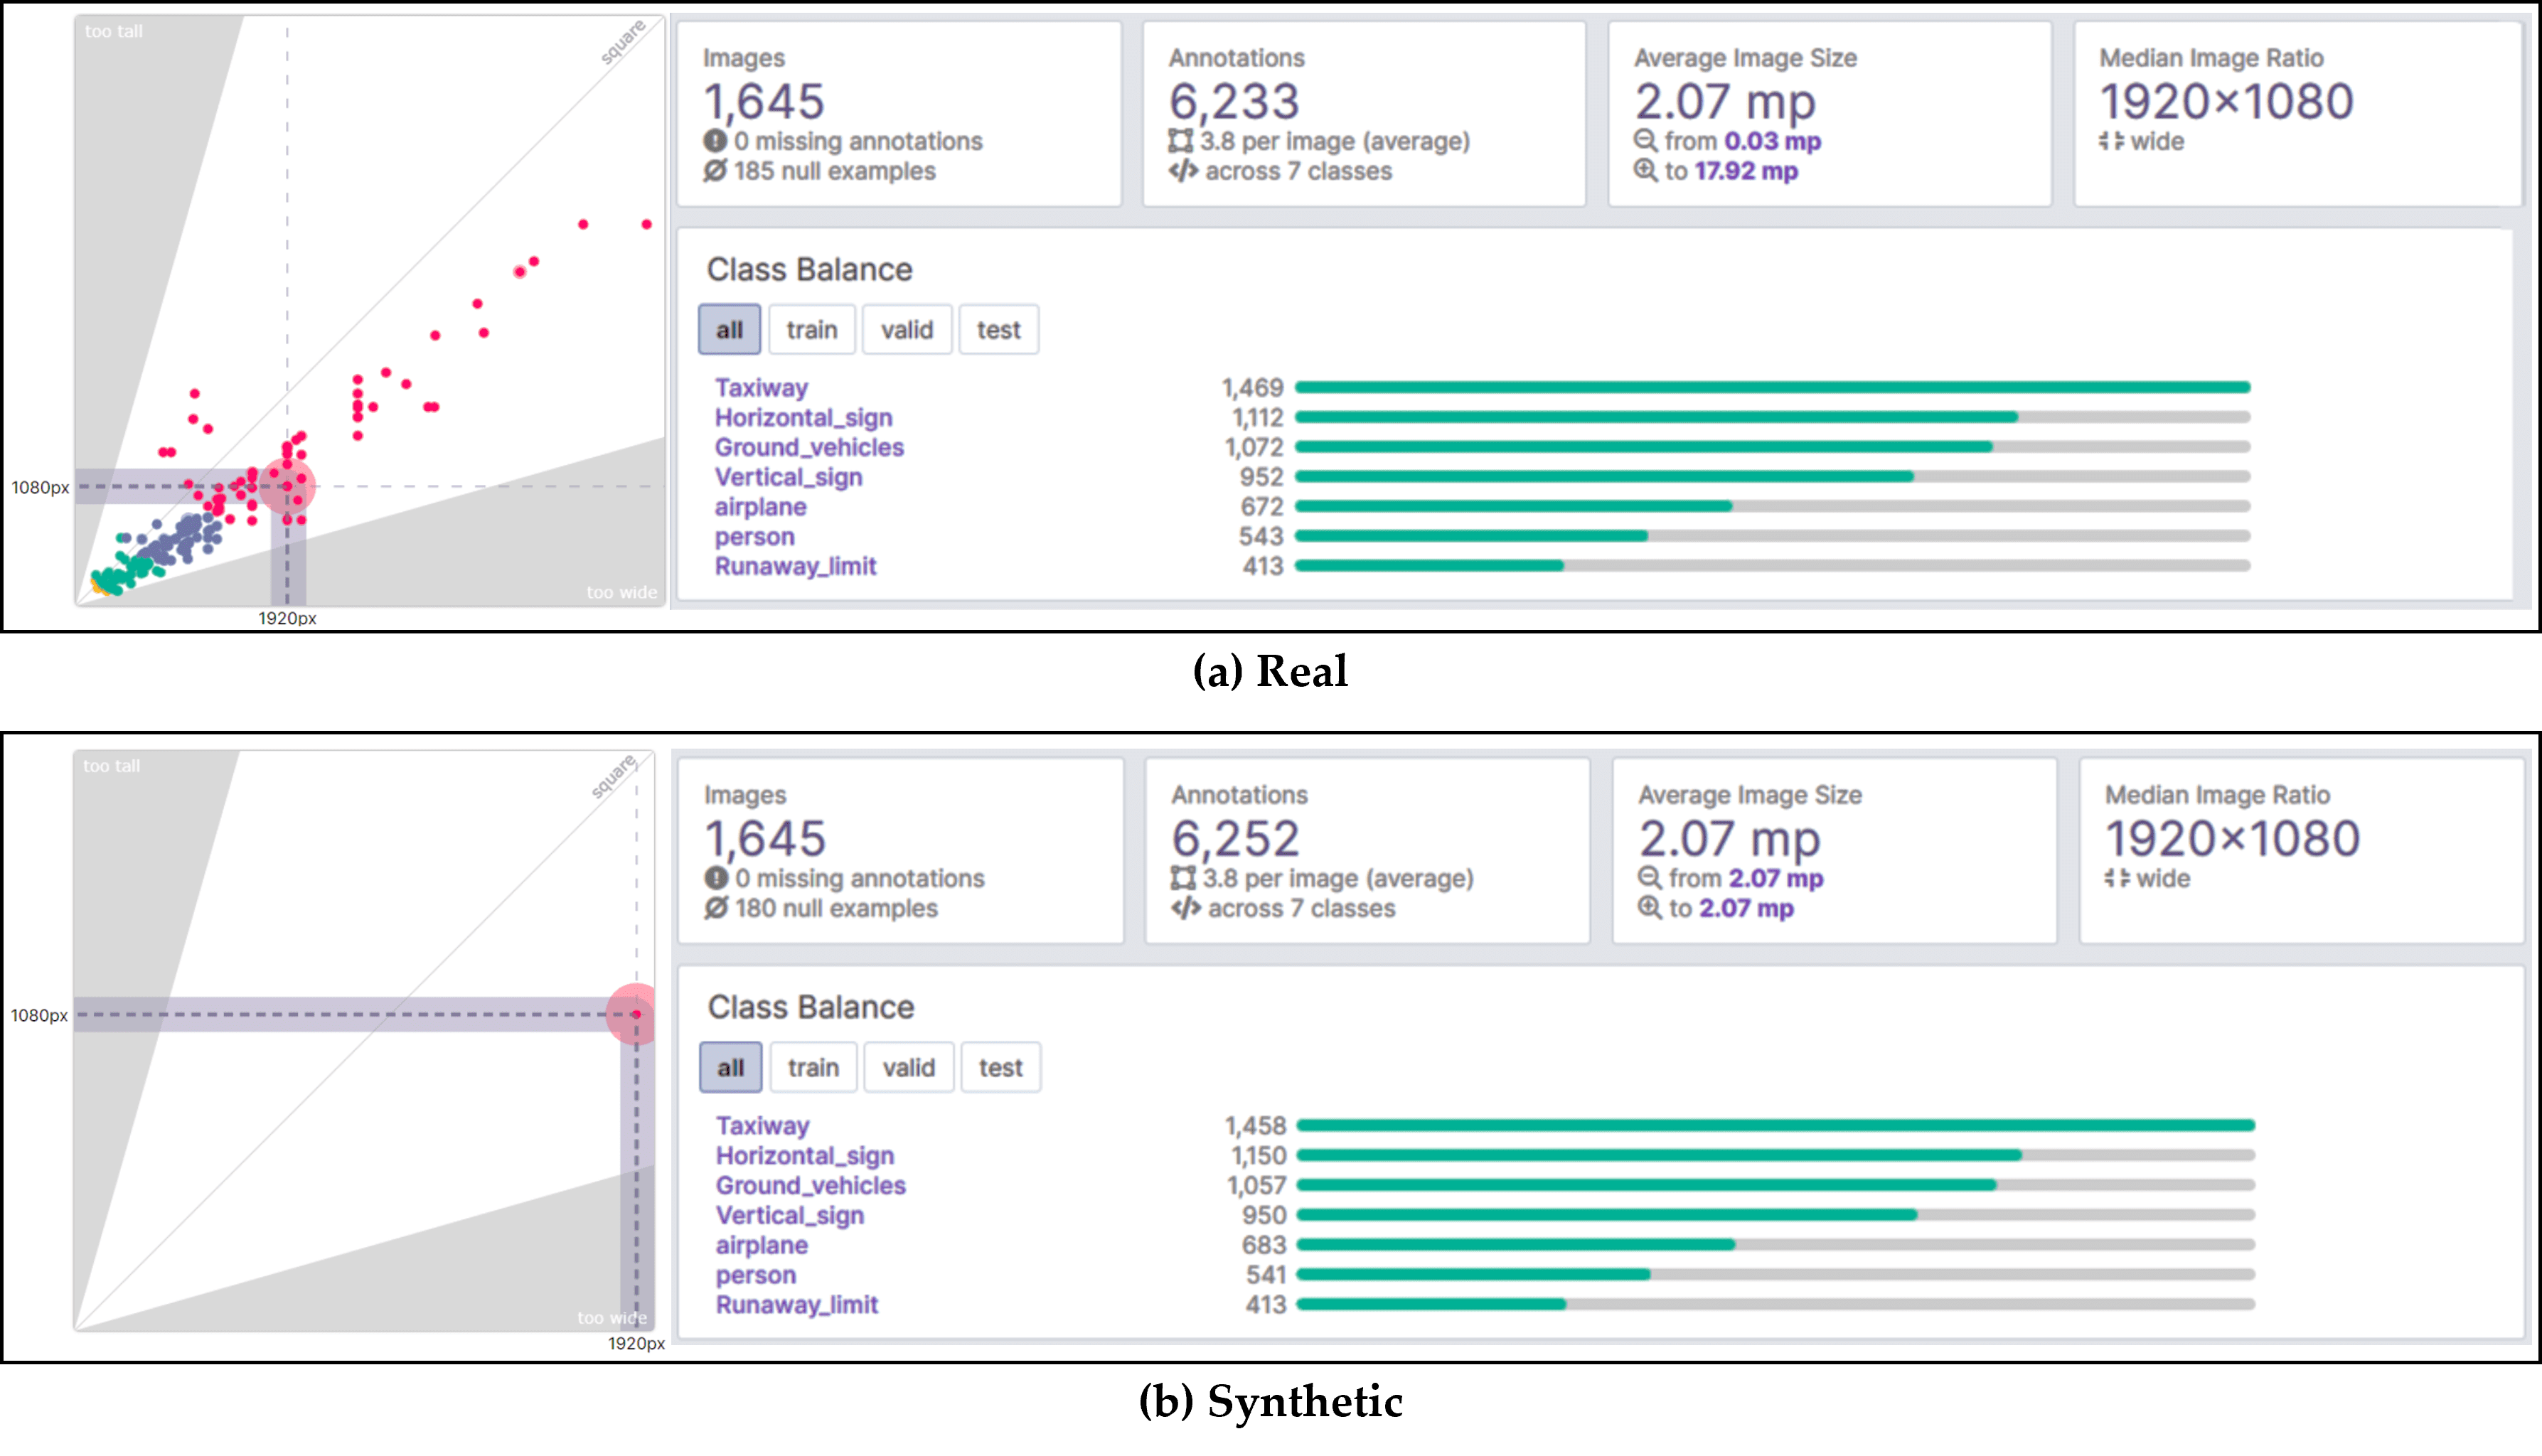 too tall
square
1080px
too wide
1920px
Images
1,645
0 missing annotations
185 null examples
Annotations
6,233
3.8 per image (average)
</> across 7 classes
Average Image Size
2.07 mp
from 0.03 mp
to 17.92 mp
Median Image Ratio
1920×1080
wide
Class Balance
all train valid test
Taxiway 1,469
Horizontal_sign 1,112
Ground_vehicles 1,072
Vertical_sign 952
airplane 672
person 543
Runaway_limit 413
(a) Real
too tall
square
1080px
too wide
1920px
Images
1,645
0 missing annotations
180 null examples
Annotations
6,252
3.8 per image (average)
</> across 7 classes
Average Image Size
2.07 mp
from 2.07 mp
to 2.07 mp
Median Image Ratio
1920×1080
wide
Class Balance
all train valid test
Taxiway 1,458
Horizontal_sign 1,150
Ground_vehicles 1,057
Vertical_sign 950
airplane 683
person 541
Runaway_limit 413
(b) Synthetic